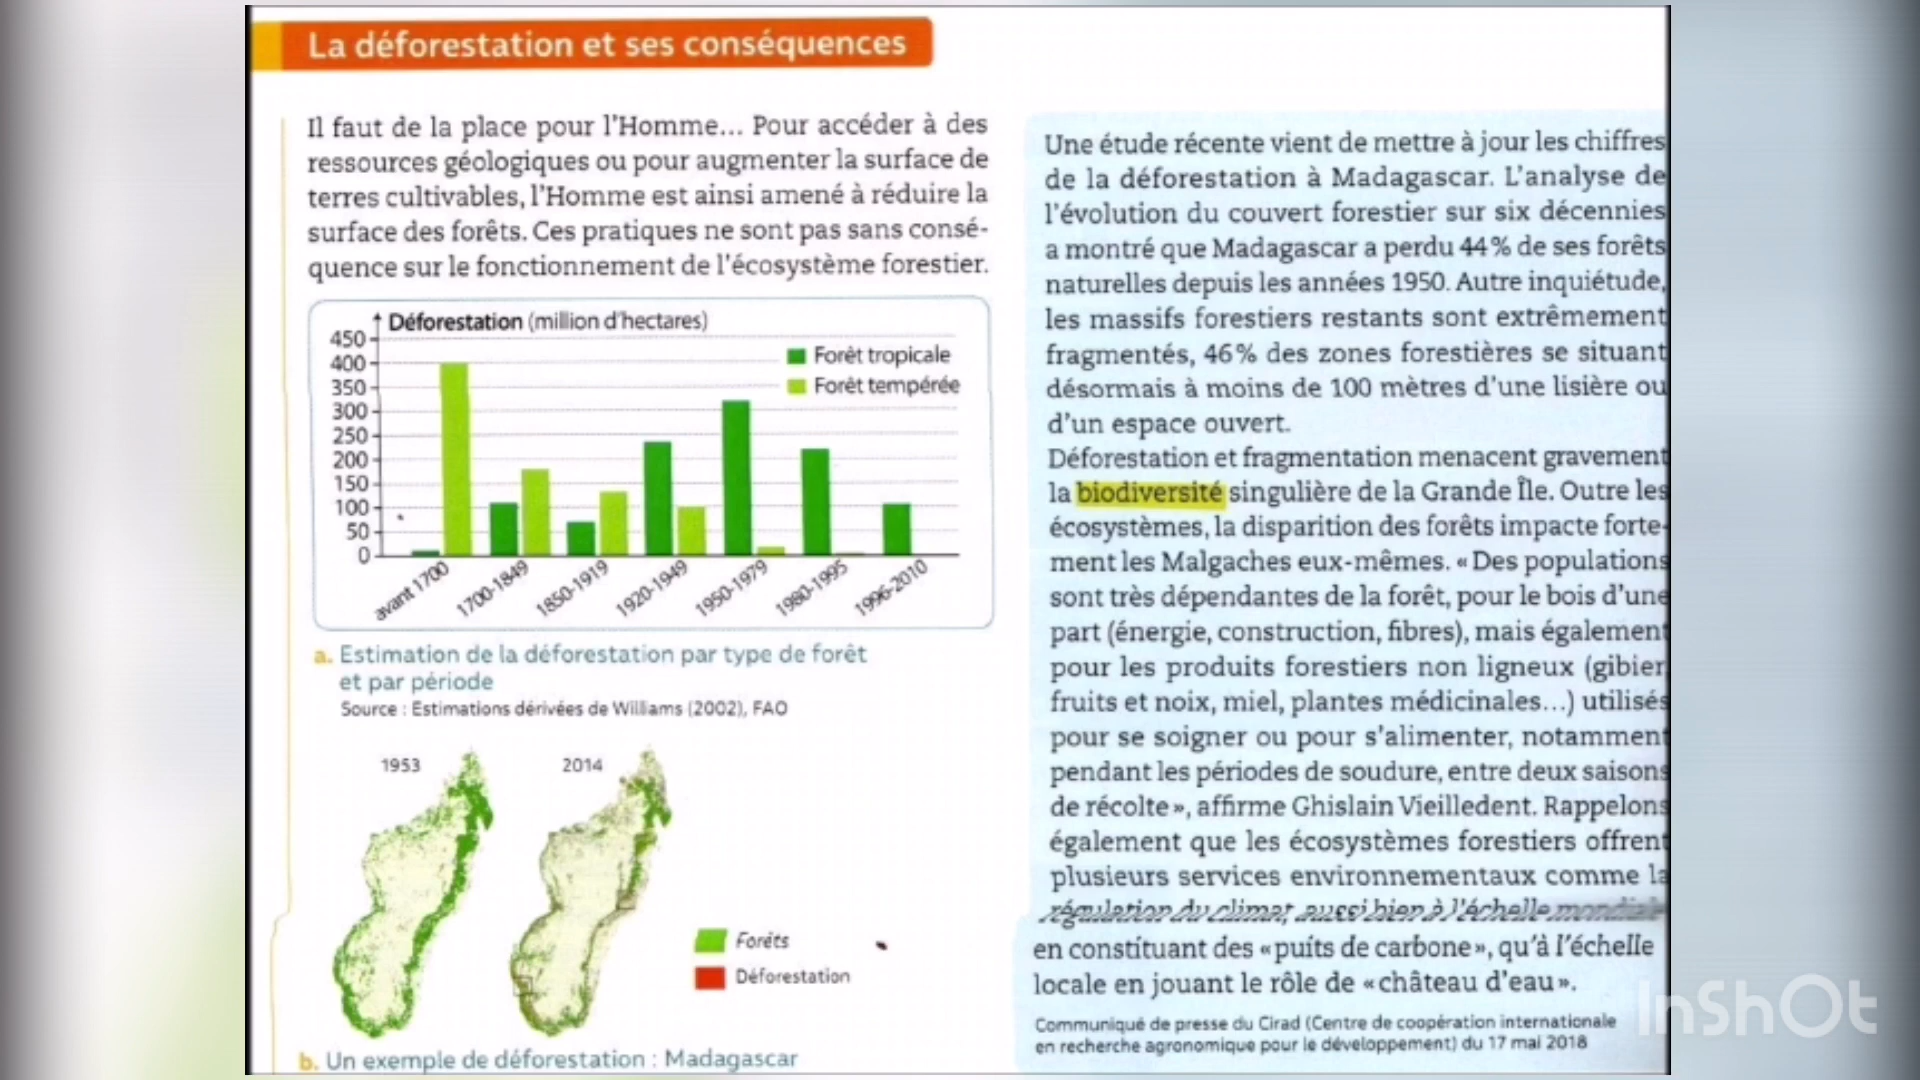 La déforestation et ses conséquences
Il faut de la place pour l'Homme... Pour accéder à des
ressources géologiques ou pour augmenter la surface de
terres cultivables, l'Homme est ainsi amené à réduire la
surface des forêts. Ces pratiques ne sont pas sans consé-
quence sur le fonctionnement de l'écosystème forestier.
Déforestation (million d'hectares)
450
400
350
300
250
200
150
100
50
0
Forêt tropicale
Forêt tempérée
avant 1700
1700-1849
1850-1919
1920-1949
1950-1979
1980-1995
1996-2010
a. Estimation de la déforestation par type de forêt
et par période
Source : Estimations dérivées de Williams (2002), FAO
1953
2014
Forêts
Déforestation
b. Un exemple de déforestation : Madagascar
Une étude récente vient de mettre à jour les chiffres
de la déforestation à Madagascar. L'analyse de
l'évolution du couvert forestier sur six décennies
a montré que Madagascar a perdu 44 % de ses forêts
naturelles depuis les années 1950. Autre inquiétude,
les massifs forestiers restants sont extrêmement
fragmentés, 46 % des zones forestières se situant
désormais à moins de 100 mètres d'une lisière ou
d'un espace ouvert.
Déforestation et fragmentation menacent gravement
la biodiversité singulière de la Grande Île. Outre les
écosystèmes, la disparition des forêts impacte forte-
ment les Malgaches eux-mêmes. « Des populations
sont très dépendantes de la forêt, pour le bois d'une
part (énergie, construction, fibres), mais également
pour les produits forestiers non ligneux (gibier
fruits et noix, miel, plantes médicinales...) utilisés
pour se soigner ou pour s'alimenter, notamment
pendant les périodes de soudure, entre deux saisons
de récolte », affirme Ghislain Vieilledent. Rappelons
également que les écosystèmes forestiers offrent
plusieurs services environnementaux comme la
régulation du climat, aussi bien à l'échelle mondiale
en constituant des « puits de carbone », qu'à l'échelle
locale en jouant le rôle de « château d'eau ».
Communiqué de presse du Cirad (Centre de coopération internationale
en recherche agronomique pour le développement) du 17 mai 2018
InShOt